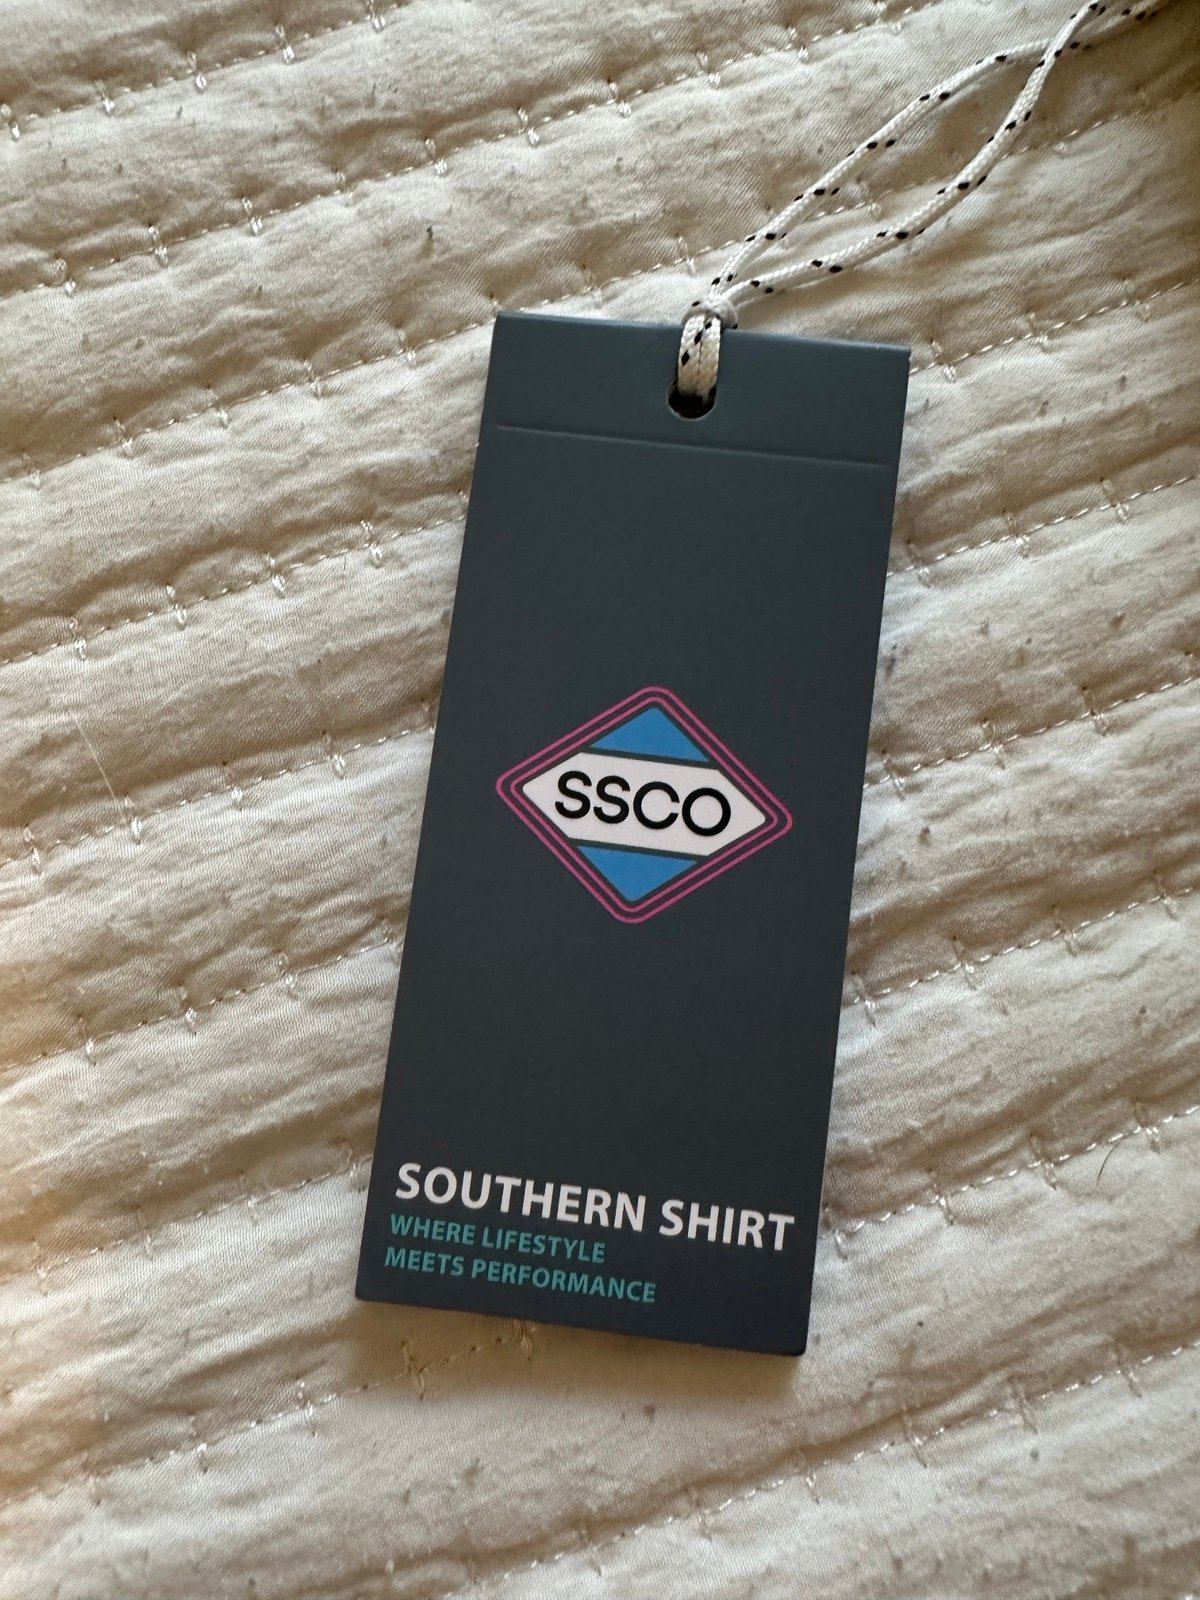 SSCO
SOUTHERN SHIRT
WHERE LIFESTYLE
MEETS PERFORMANCE